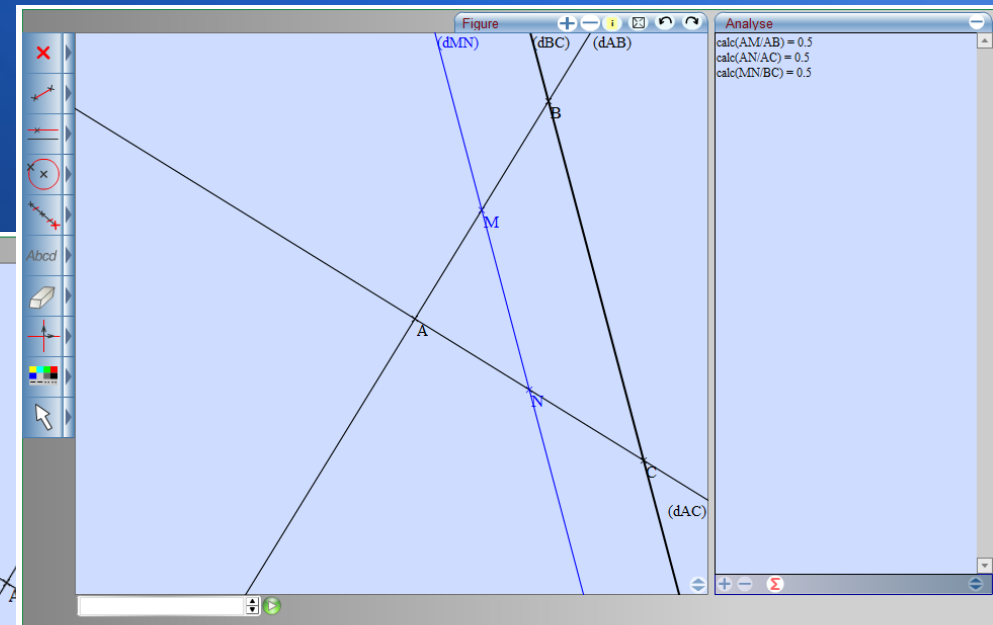 Figure
i
Analyse
(dMN)
(dBC)
(dAB)
calc(AM/AB) = 0.5
calc(AN/AC) = 0.5
calc(MN/BC) = 0.5
B
M
Abcd
A
N
C
(dAC)
Σ
A